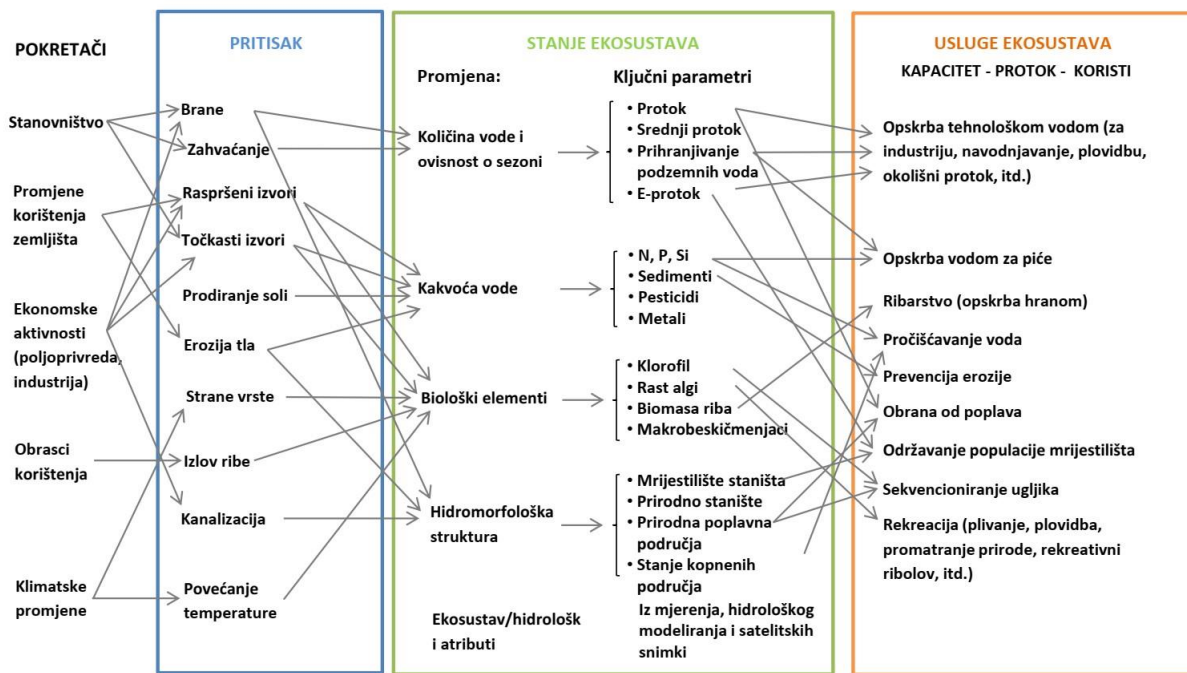 POKRETAČI
Stanovništvo
Promjene
korištenja
zemljišta
Ekonomske
aktivnosti
(poljoprivreda,
industrija)
Obrasci
korištenja
Klimatske
promjene
PRITISAK
Brane
Zahvaćanje
Raspršeni izvori
Točkasti izvori
Prodiranje soli
Erozija tla
Strane vrste
Izlov ribe
Kanalizacija
Povećanje
temperature
STANJE EKOSUSTAVA
Promjena:
Količina vode i
ovisnost o sezoni
Kakvoća vode
Biološki elementi
Hidromorfološka
struktura
Ekosustav/hidrološk
i atributi
Ključni parametri
• Protok
• Srednji protok
• Prihranjivanje
podzemnih voda
• E-protok
• N, P, Si
• Sedimenti
• Pesticidi
• Metali
• Klorofil
• Rast algi
• Biomasa riba
• Makrobeskičmenjaci
• Mrijestilište staništa
• Prirodno stanište
• Prirodna poplavna
područja
• Stanje kopnenih
područja
Iz mjerenja, hidrološkog
modeliranja i satelitskih
snimki
USLUGE EKOSUSTAVA
KAPACITET - PROTOK - KORISTI
Opskrba tehnološkom vodom (za
industriju, navodnjavanje, plovidbu,
okolišni protok, itd.)
Opskrba vodom za piće
Ribarstvo (opskrba hranom)
Pročišćavanje voda
Prevencija erozije
Obrana od poplava
Održavanje populacije mrijestilišta
Sekvencioniranje ugljika
Rekreacija (plivanje, plovidba,
promatranje prirode, rekreativni
ribolov, itd.)